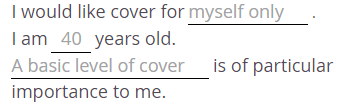 I would like cover for myself only .
I am 40 years old.
A basic level of cover is of particular
importance to me.